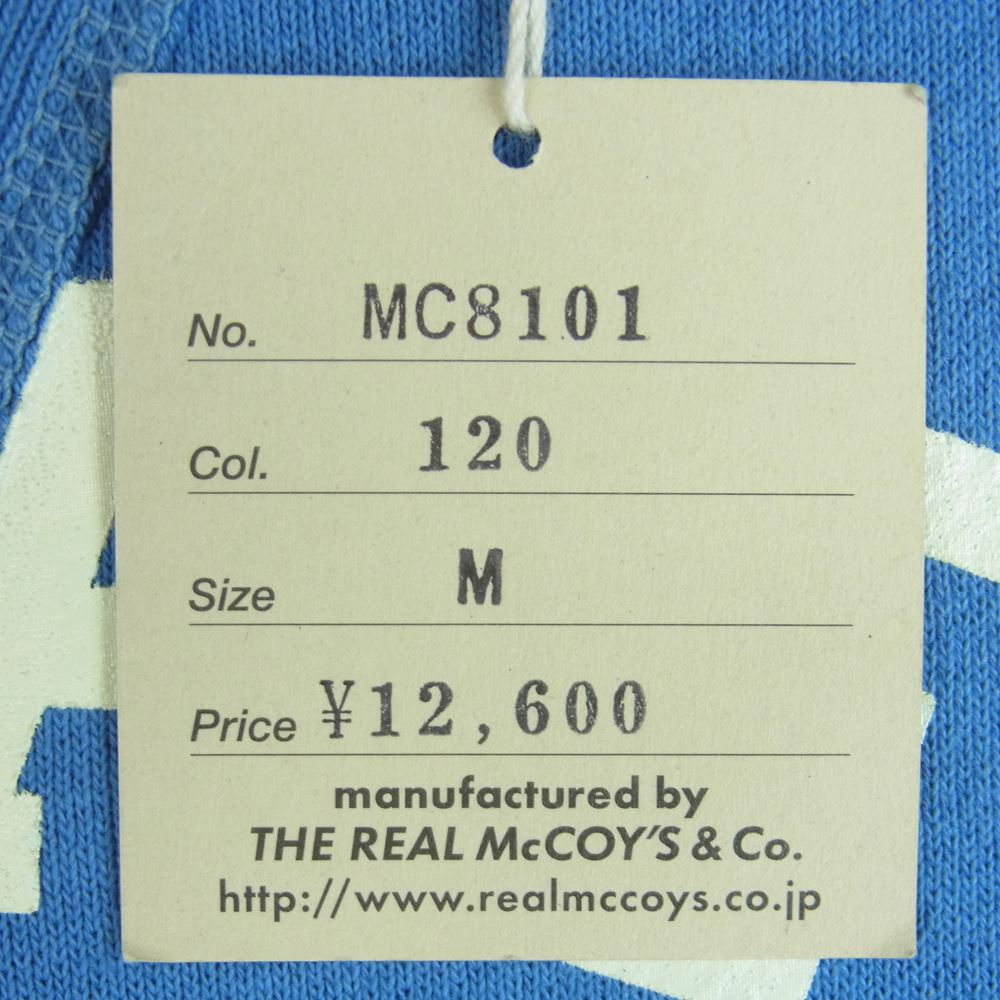 No. MC8101
Col. 120
Size M
Price ¥12,600
manufactured by
THE REAL McCOY'S & Co.
http://www.realmccoys.co.jp